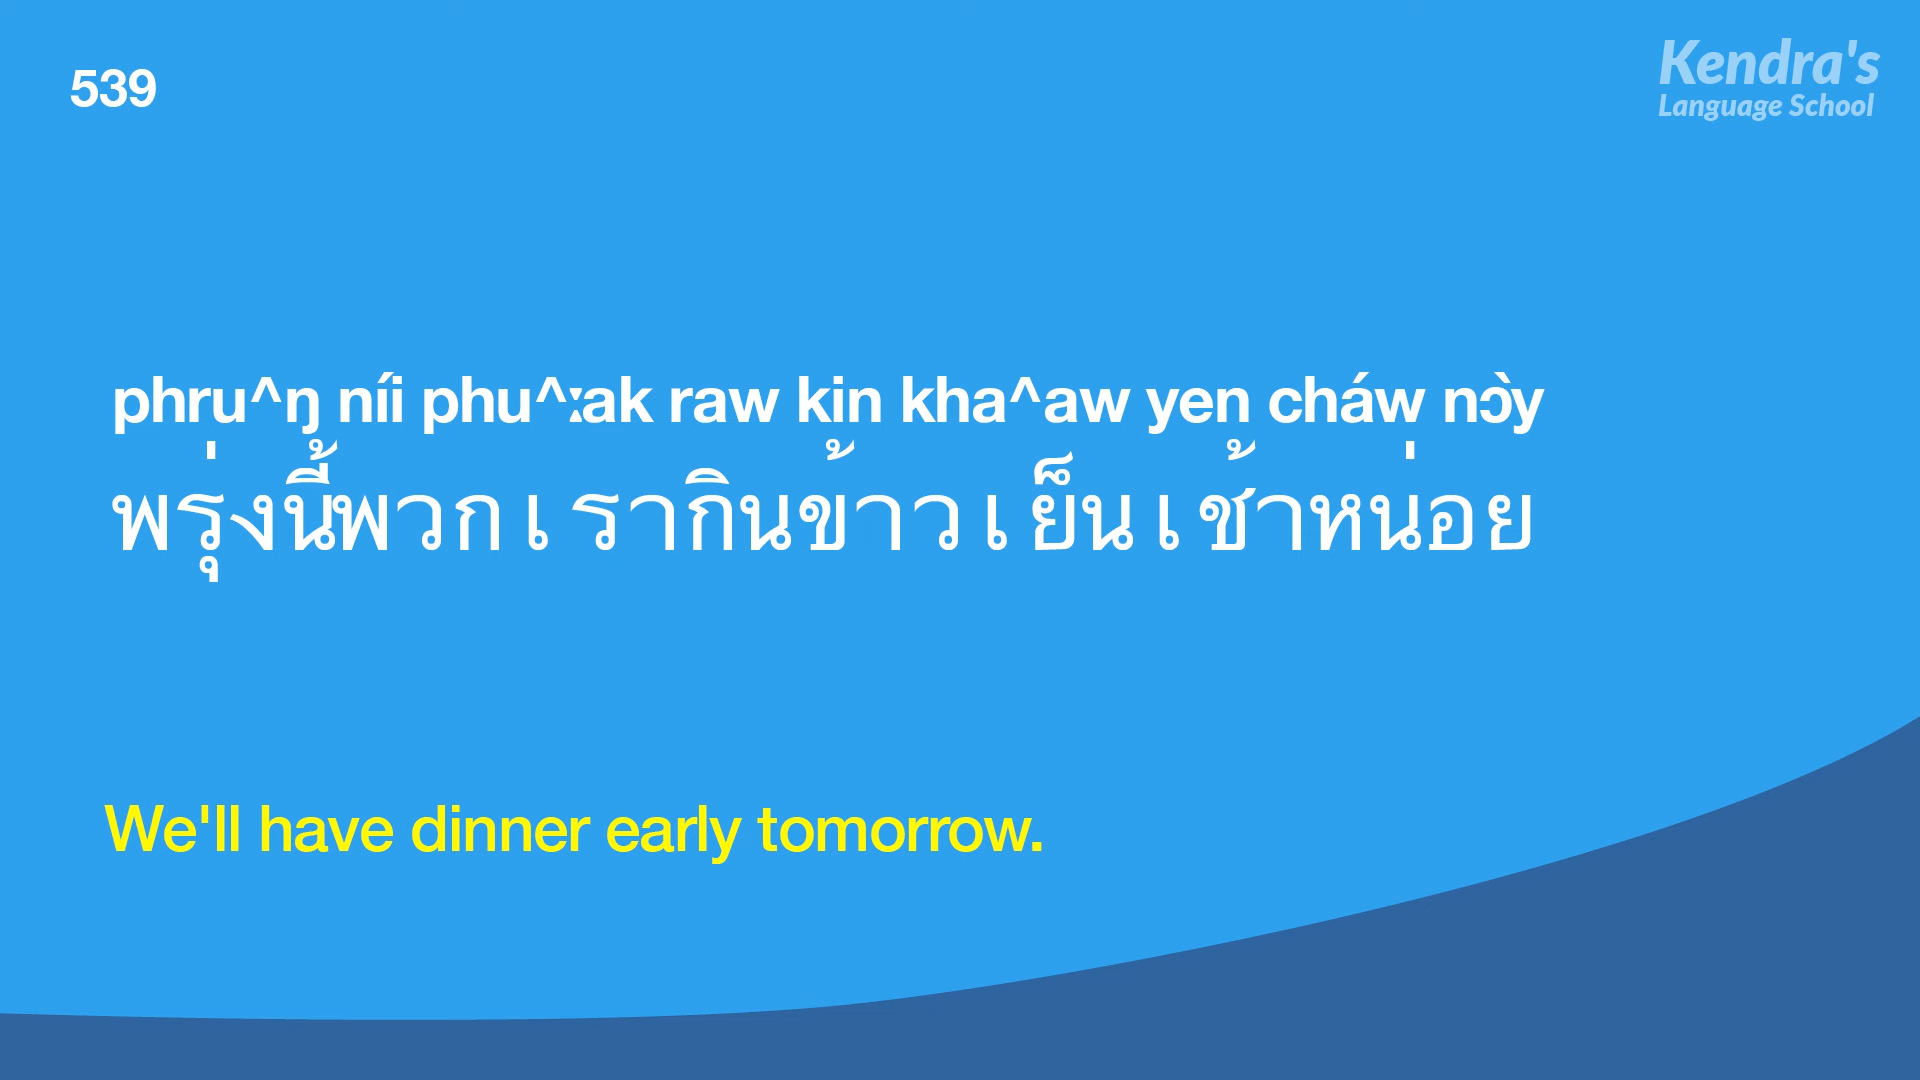 539
Kendra's
Language School
phru^ŋ níi phu^ːak raw kin kha^aw yen cháw nɔ̀y
พรุ่งนี้พวกเรากินข้าวเย็นเช้าหน่อย
We'll have dinner early tomorrow.